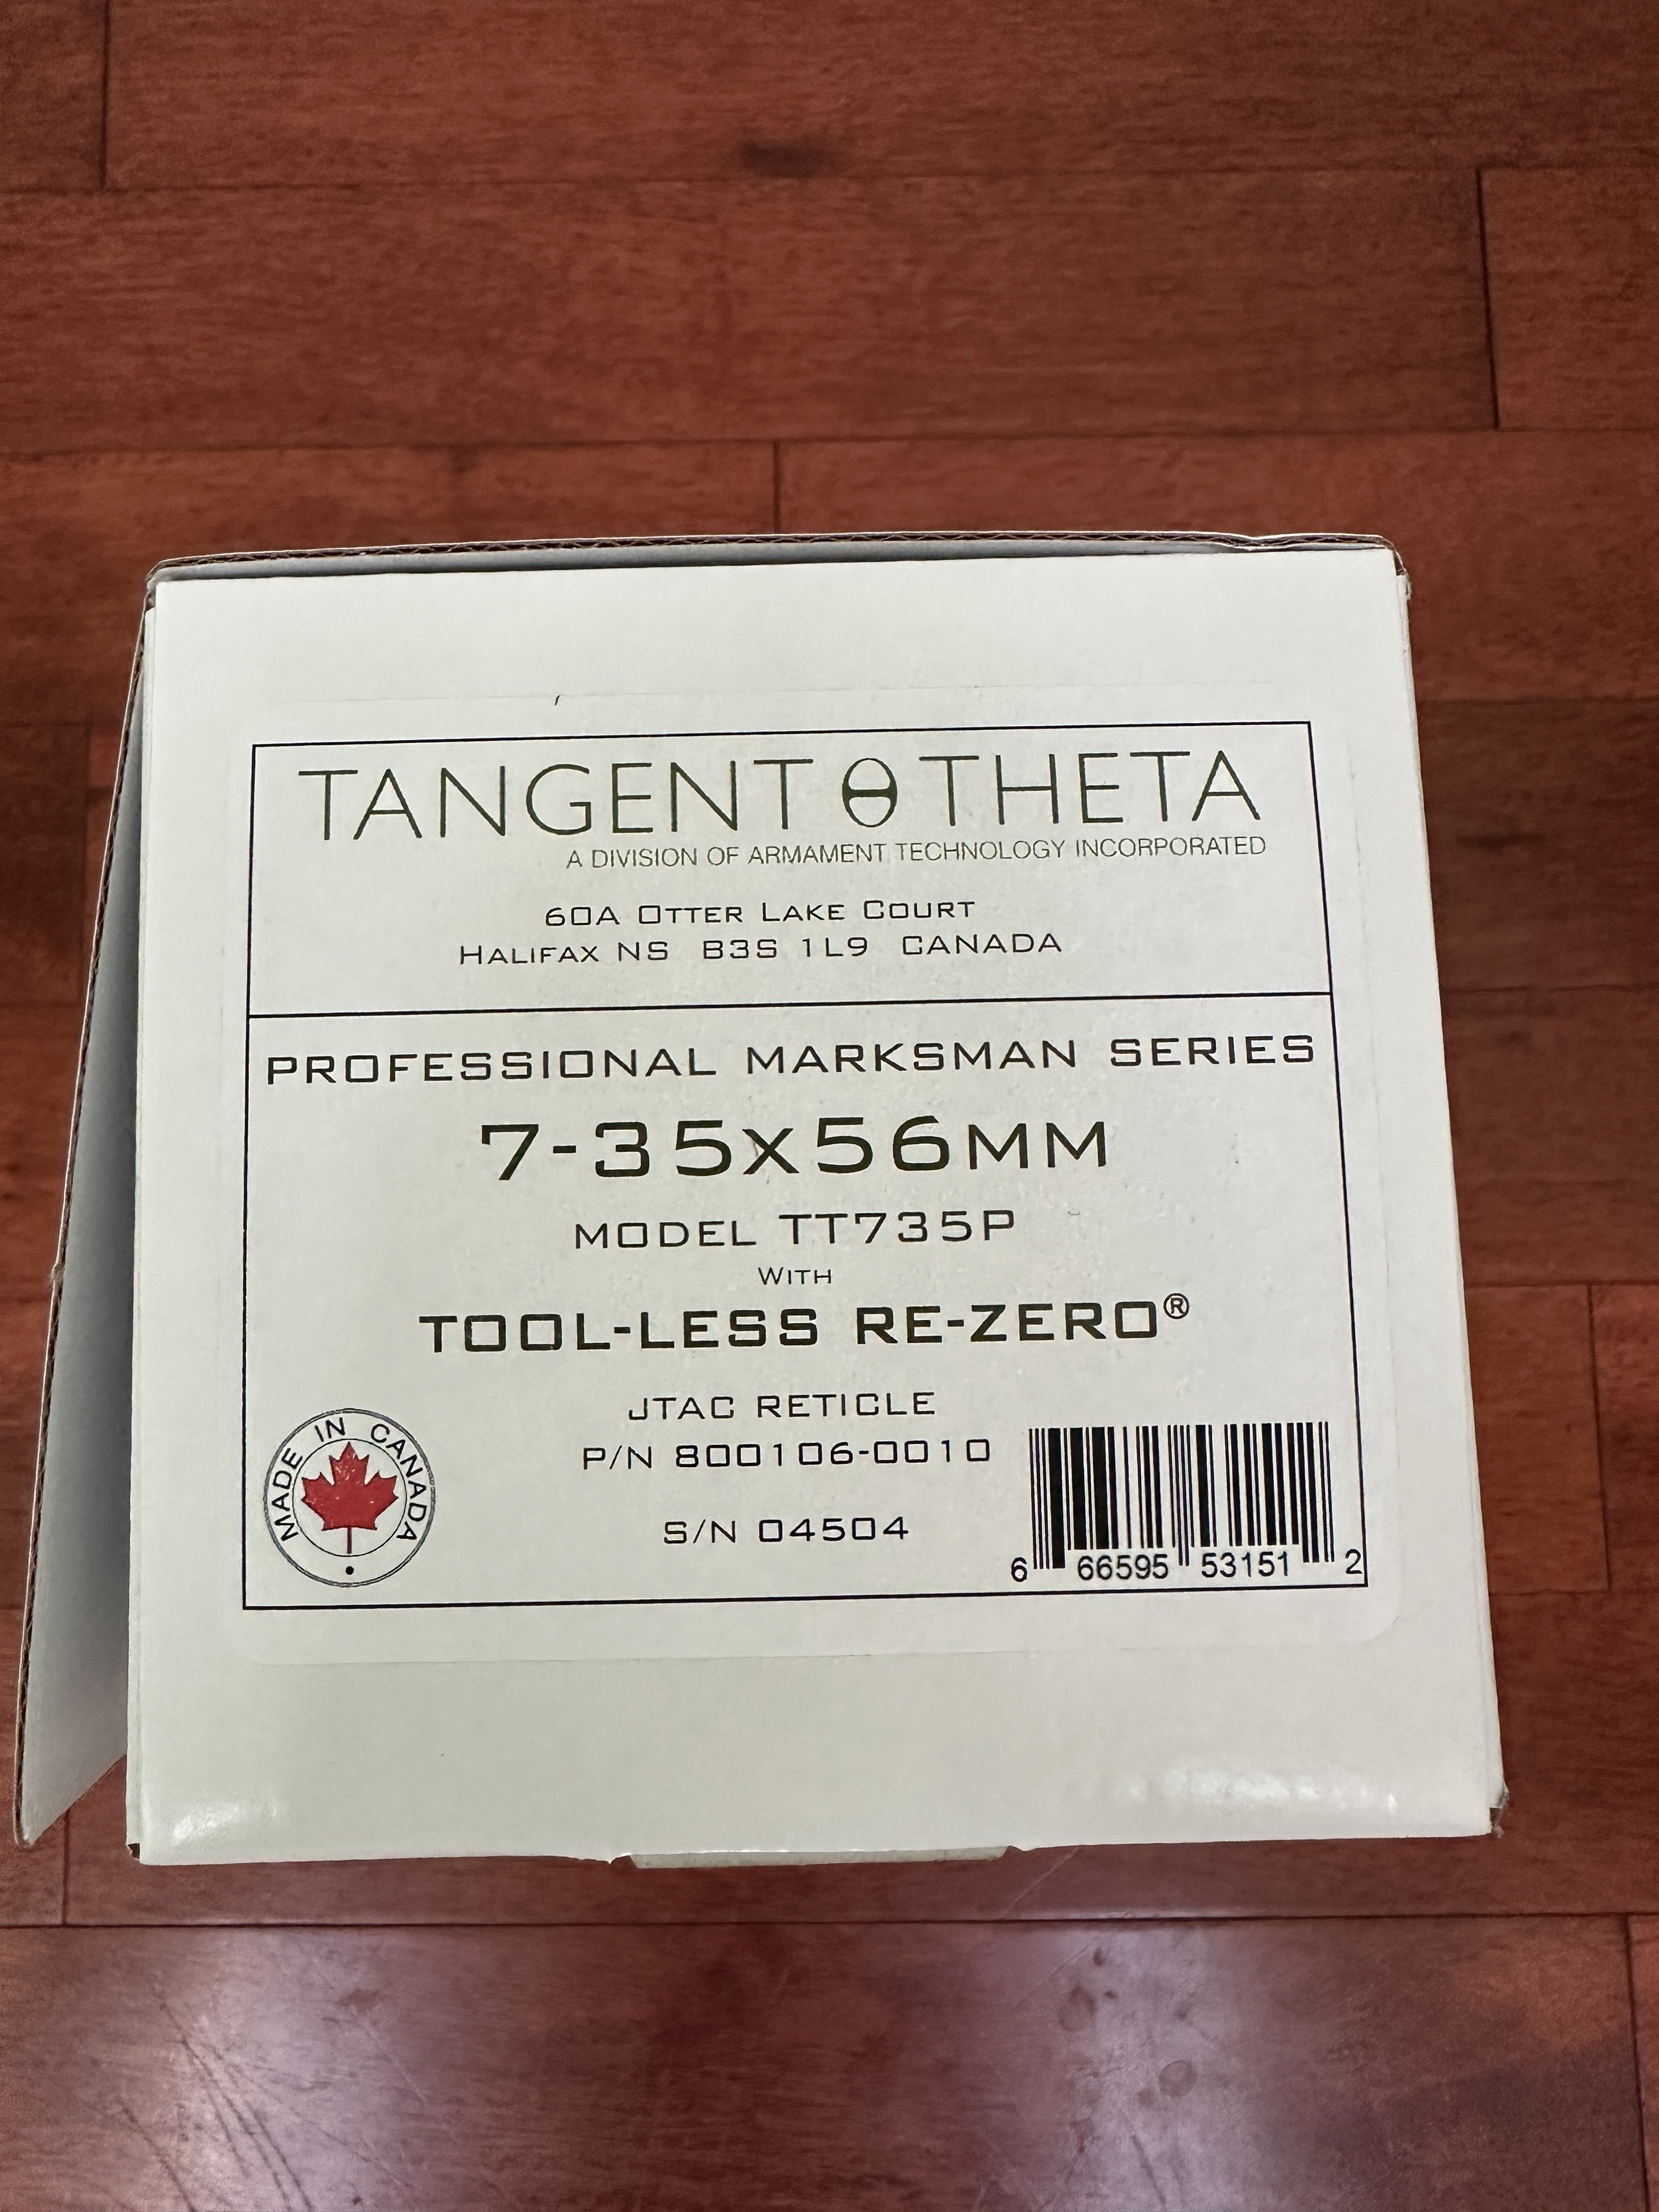 TANGENT θ THETA
A DIVISION OF ARMAMENT TECHNOLOGY INCORPORATED
60A OTTER LAKE COURT
HALIFAX NS B3S 1L9 CANADA
PROFESSIONAL MARKSMAN SERIES
7-35x56MM
MODEL TT735P
WITH
TOOL-LESS RE-ZERO®
JTAC RETICLE
P/N 800106-0010
S/N 04504
MADE IN CANADA
6 66595 53151 2